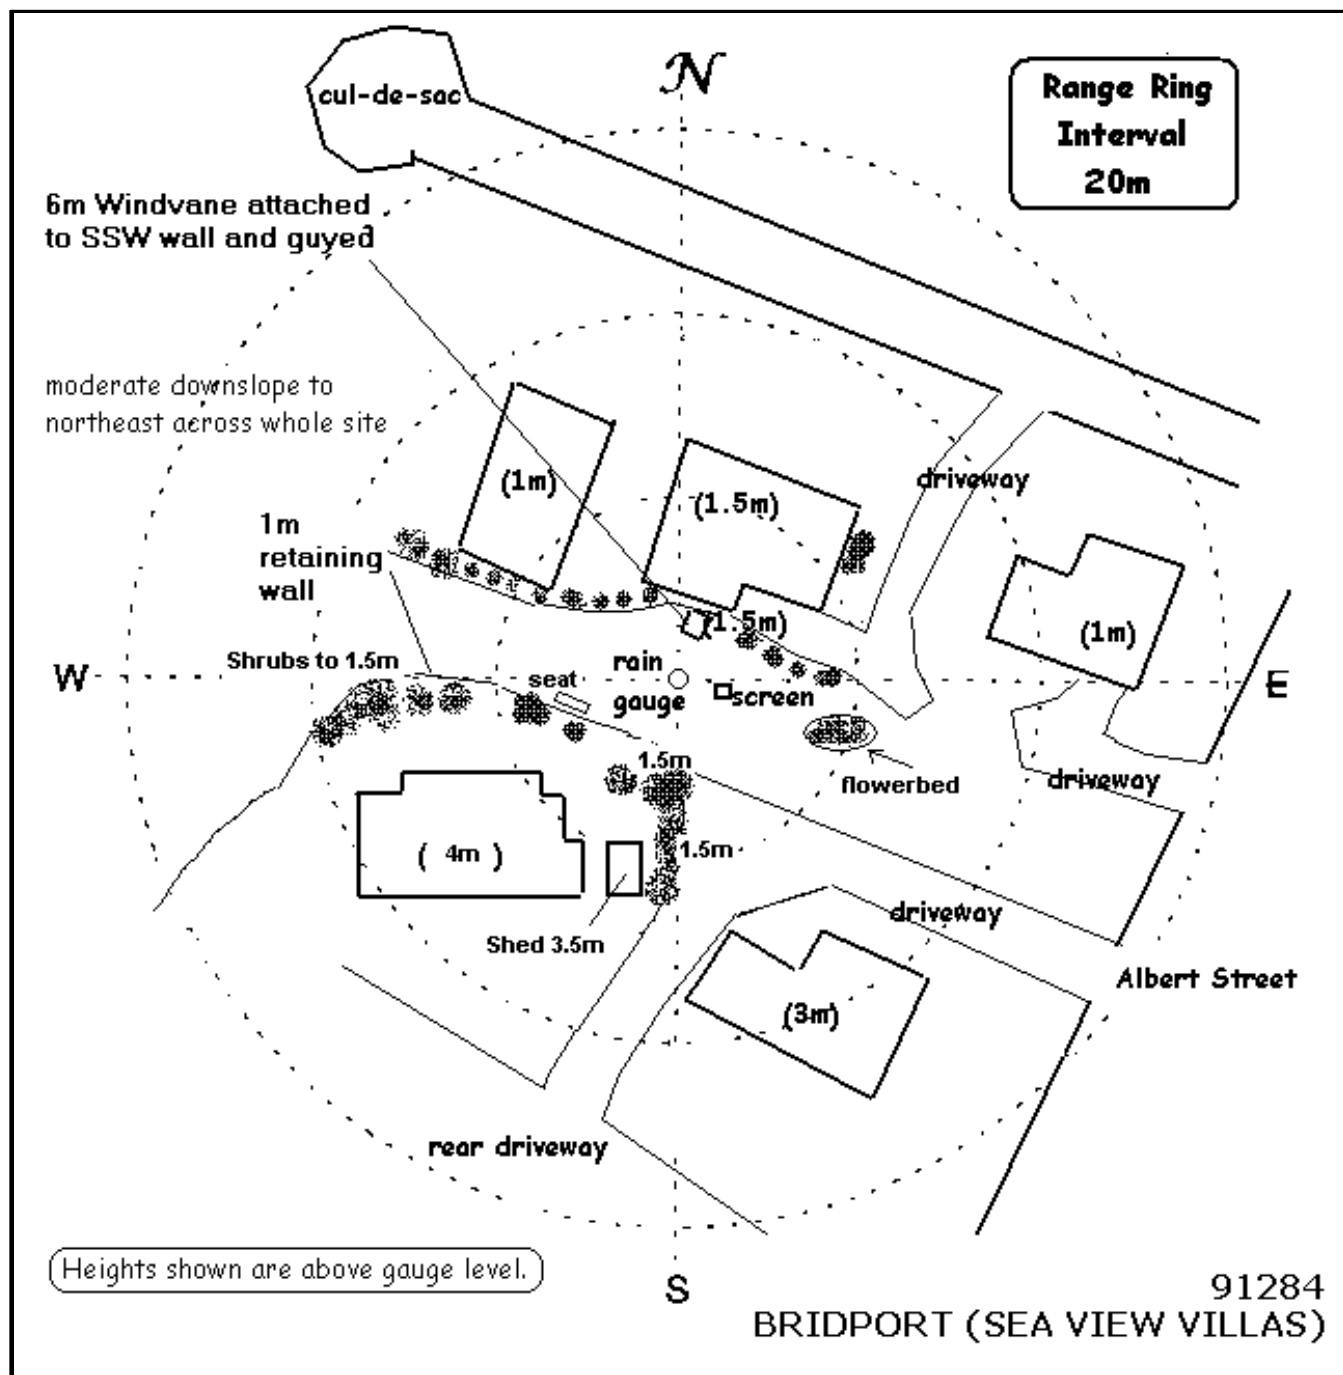 N
cul-de-sac
Range Ring
Interval
20m
6m Windvane attached
to SSW wall and guyed
moderate downslope to
northeast across whole site
(1m)
(1.5m)
driveway
1m
retaining
wall
(1.5m)
(1m)
Shrubs to 1.5m
W
seat
rain
gauge
screen
E
1.5m
flowerbed
driveway
( 4m )
1.5m
driveway
Shed 3.5m
Albert Street
(3m)
rear driveway
Heights shown are above gauge level.
S
91284
BRIDPORT (SEA VIEW VILLAS)